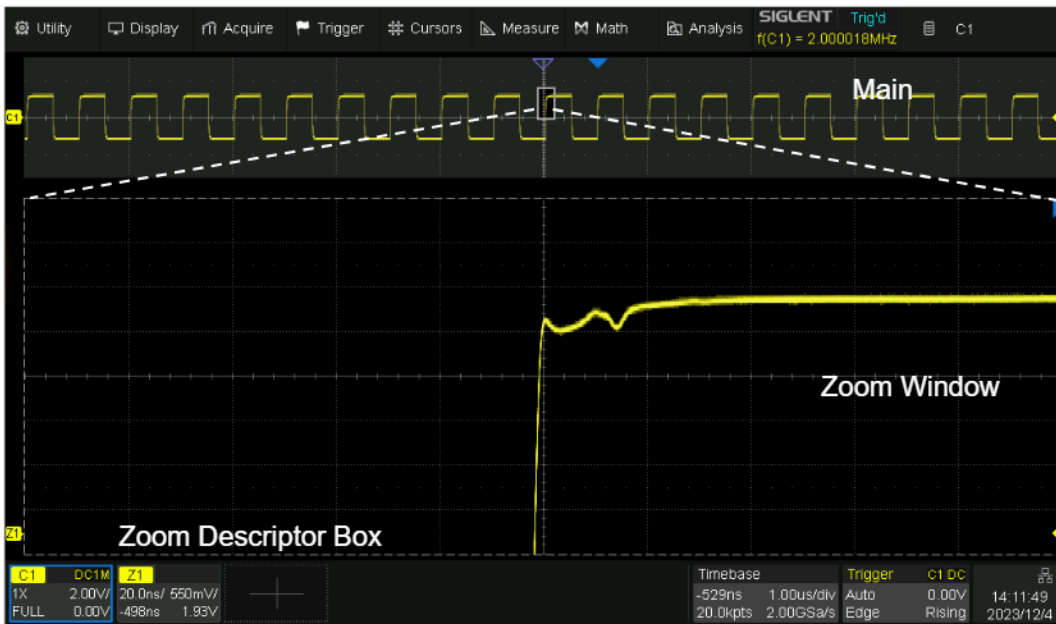 Utility Display Acquire Trigger Cursors Measure Math Analysis SIGLENT Trig'd C1
f(C1) = 2.000018MHz
Main
C1
Zoom Window
Z1
Zoom Descriptor Box
C1 DC1M Z1 Timebase Trigger C1 DC
1X 2.00V/ 20.0ns/ 550mV/ -529ns 1.00us/div Auto 0.00V 14:11:49
FULL 0.00V -498ns 1.93V 20.0kpts 2.00GSa/s Edge Rising 2023/12/4